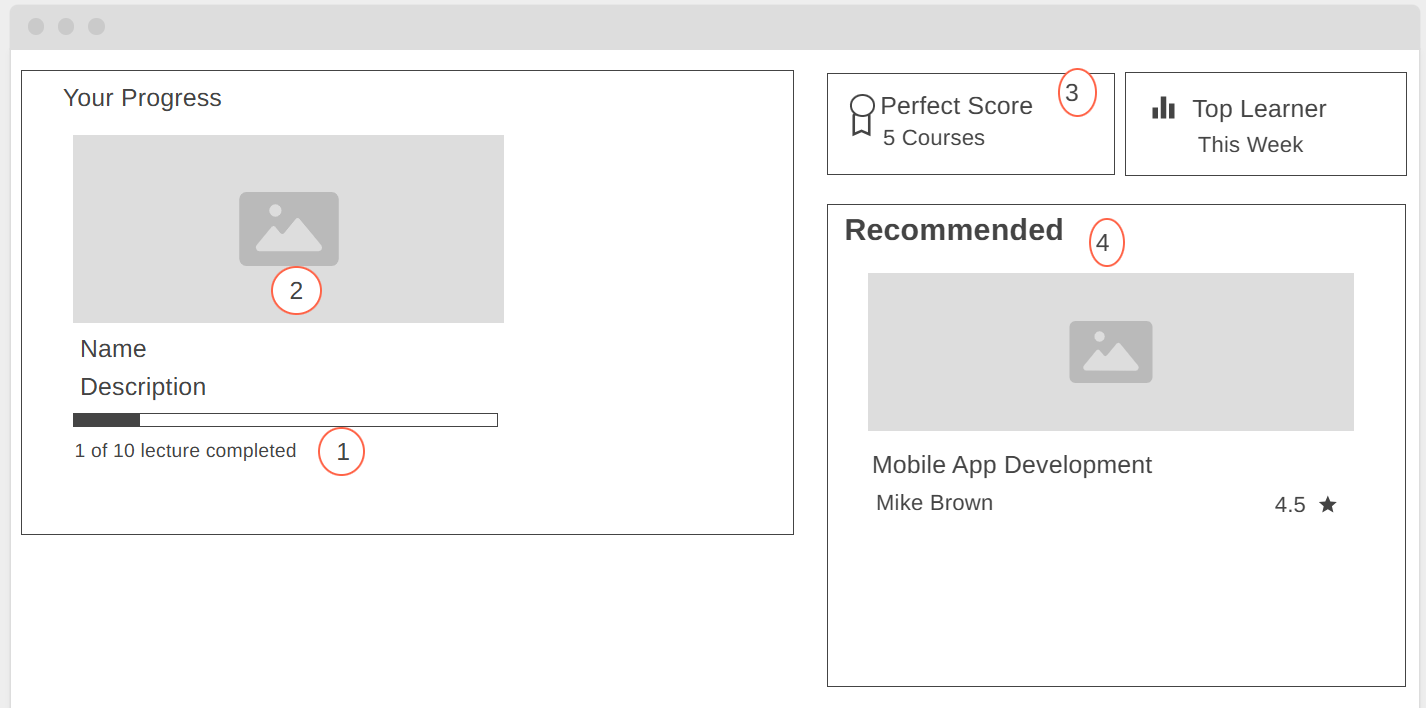 Your Progress
2
Name
Description
1 of 10 lecture completed
1
Perfect Score
3
5 Courses
Top Learner
This Week
Recommended
4
Mobile App Development
Mike Brown
4.5